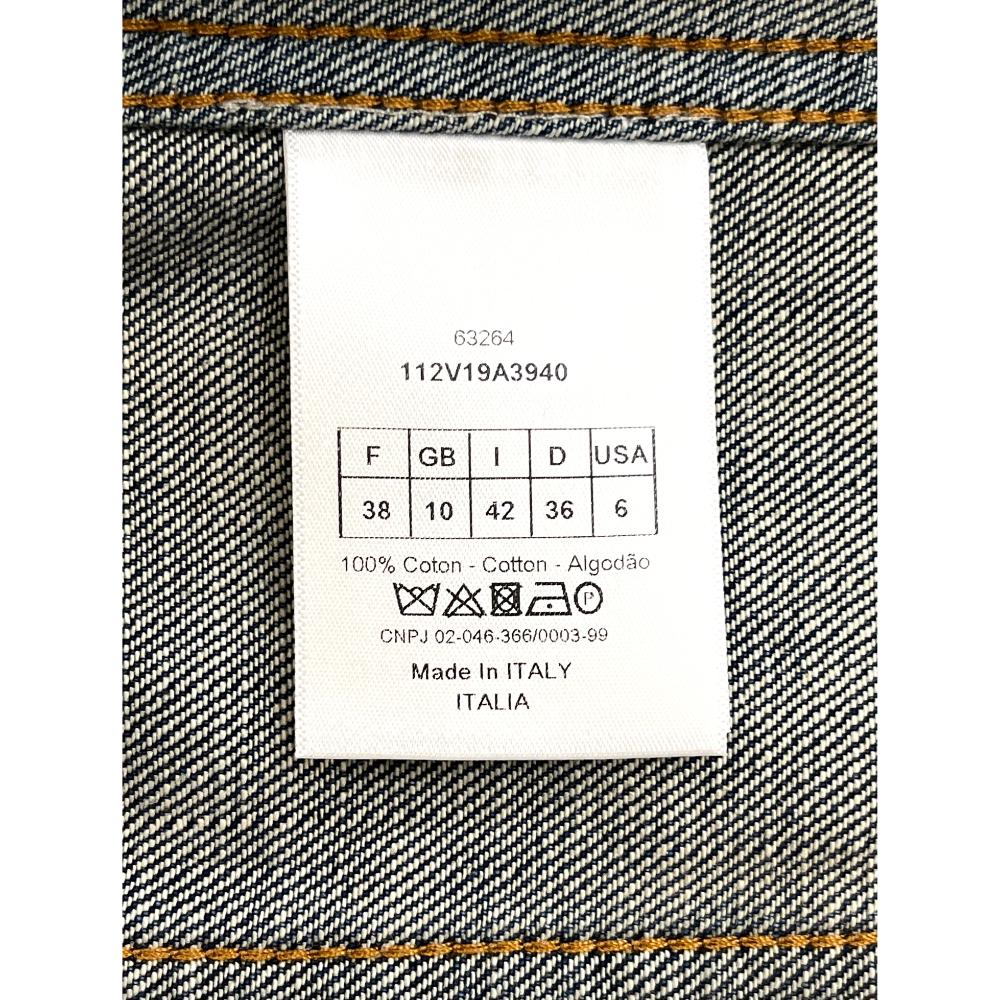 63264
112V19A3940
F GB I D USA
38 10 42 36 6
100% Coton - Cotton - Algodão
P
CNPJ 02-046-366/0003-99
Made In ITALY
ITALIA